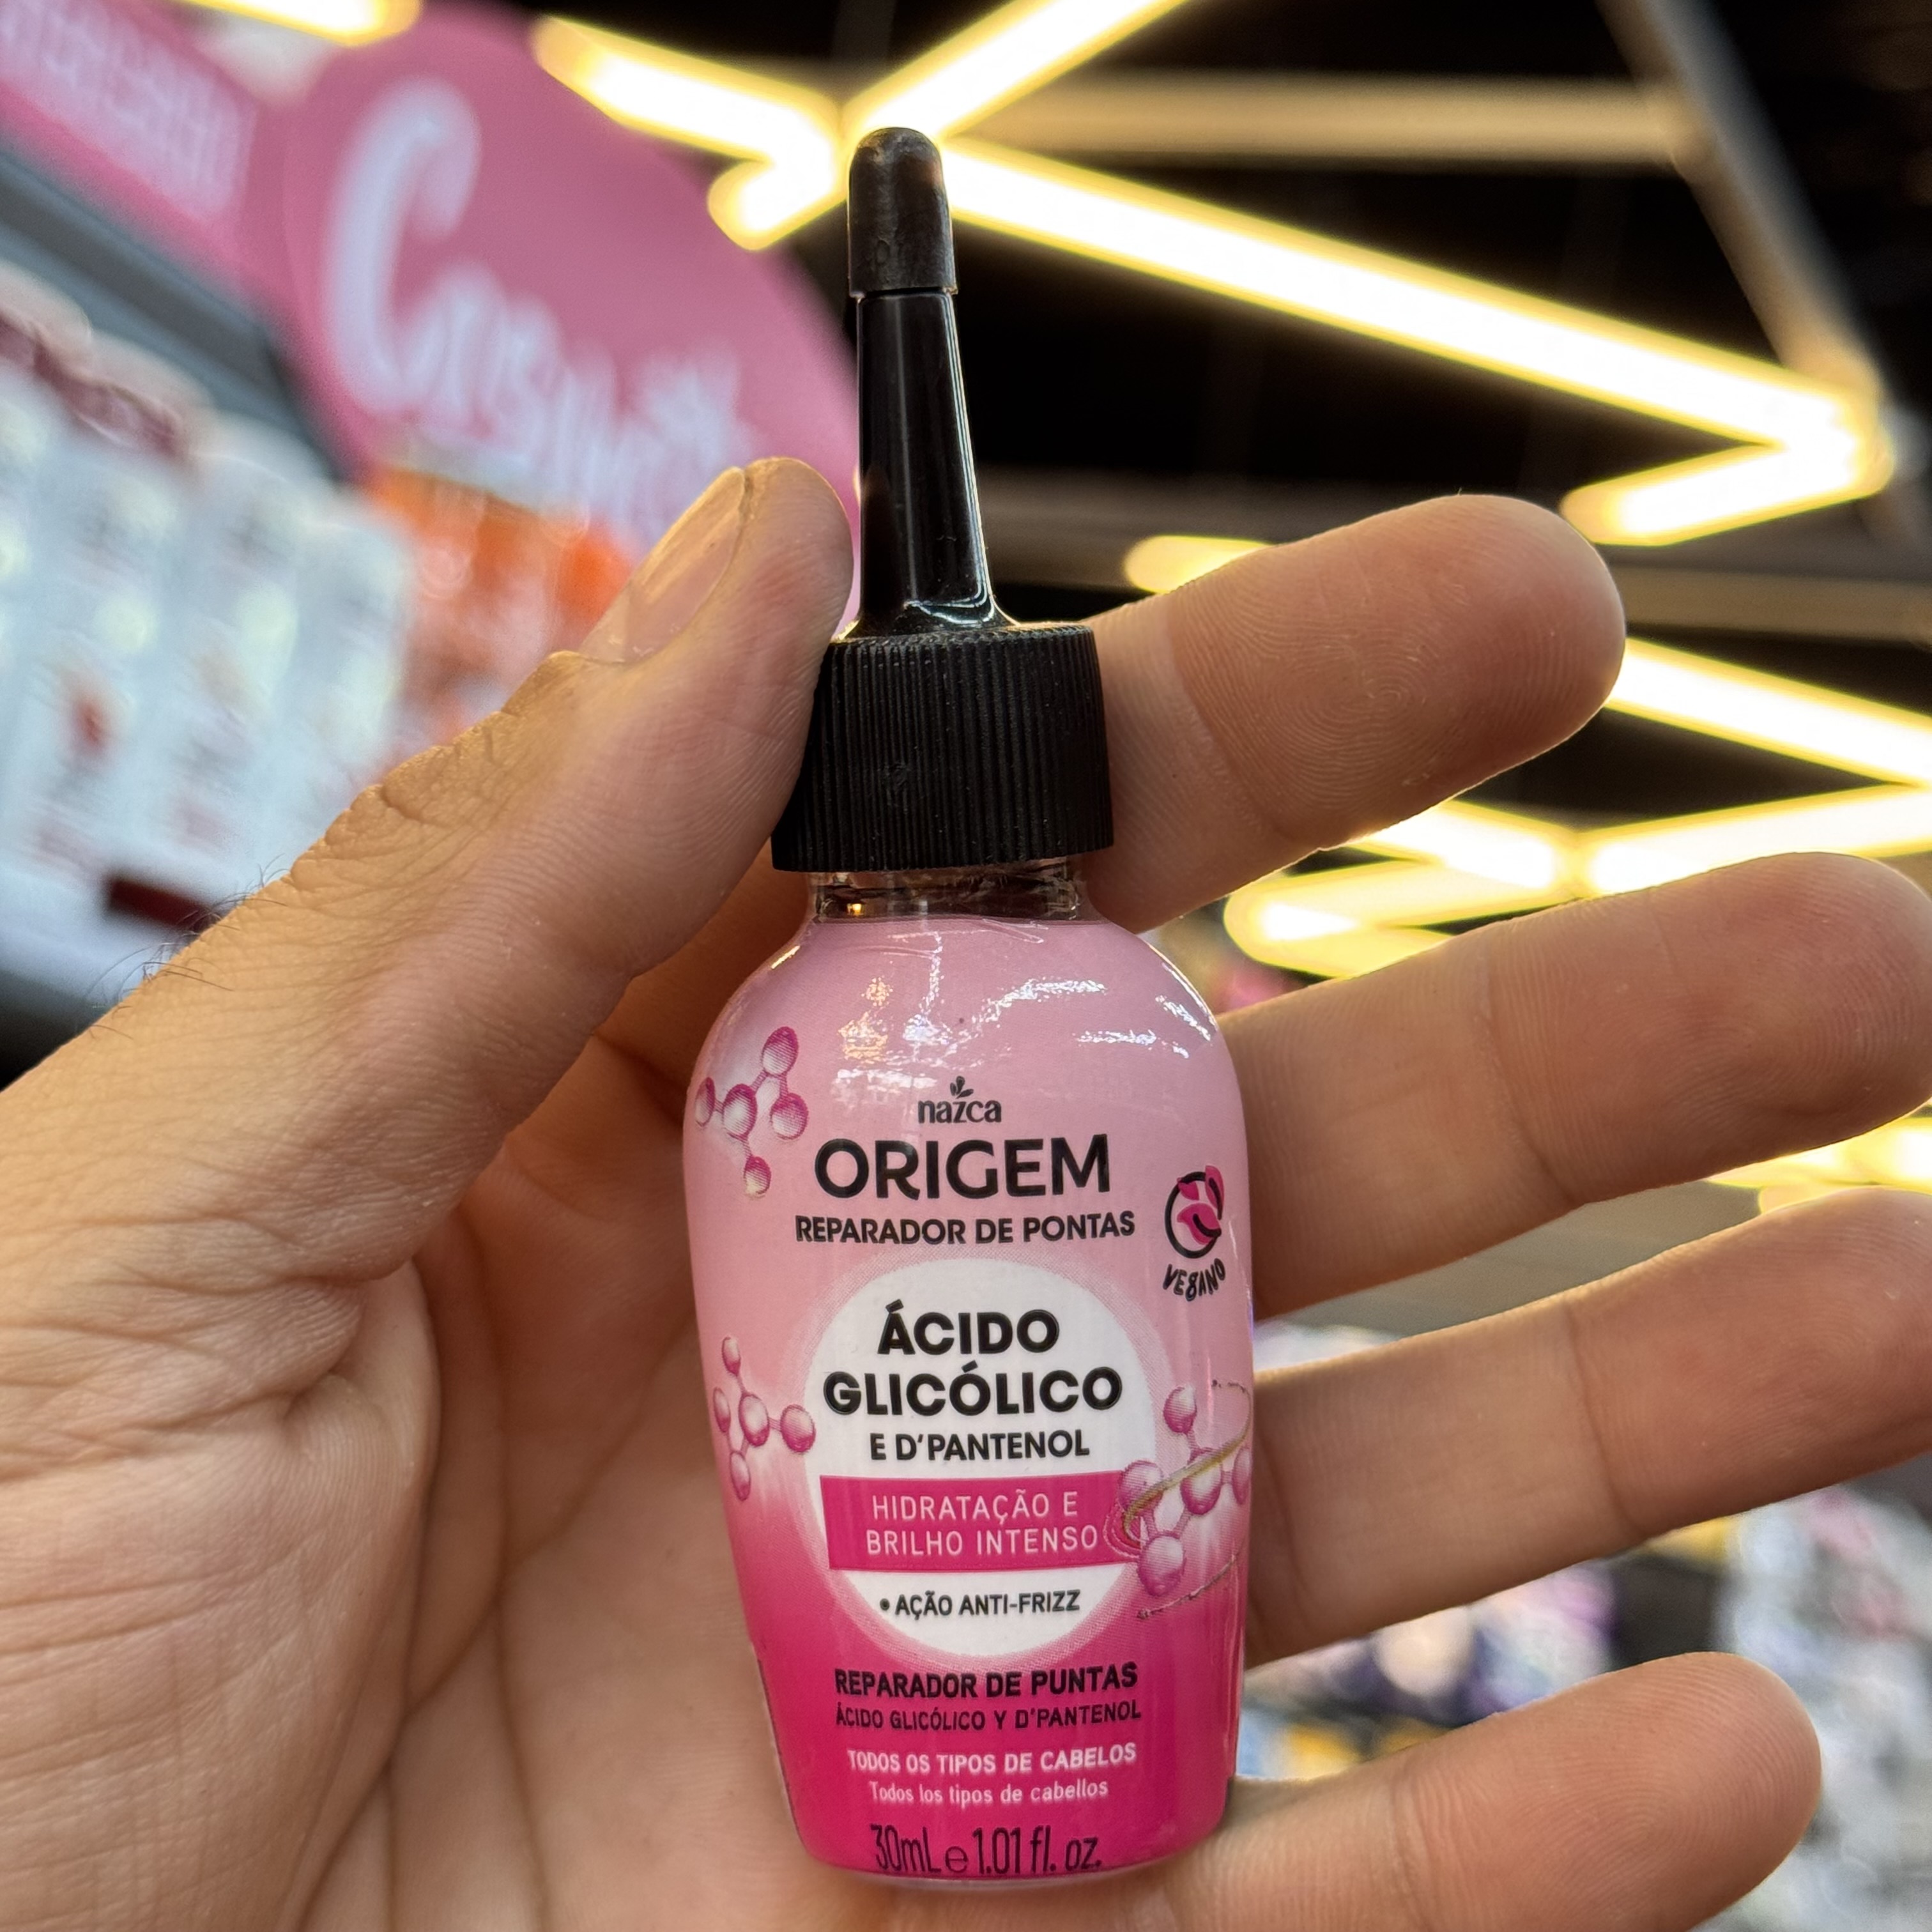 nazca
ORIGEM
REPARADOR DE PONTAS
VEGANO
ÁCIDO
GLICÓLICO
E D'PANTENOL
HIDRATAÇÃO E
BRILHO INTENSO
• AÇÃO ANTI-FRIZZ
REPARADOR DE PUNTAS
ÁCIDO GLICÓLICO Y D'PANTENOL
TODOS OS TIPOS DE CABELOS
Todos los tipos de cabellos
30mL e 1.01 fl. oz.